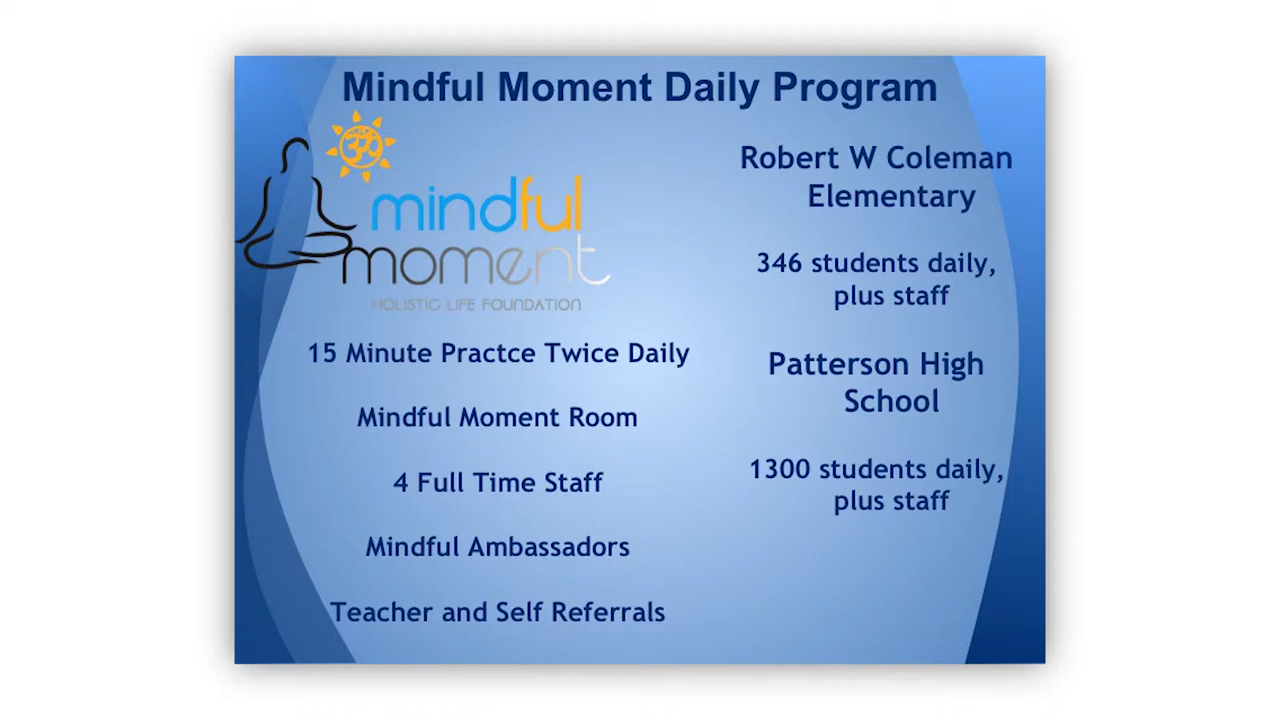 Mindful Moment Daily Program
ॐ
mindful
moment
HOLISTIC LIFE FOUNDATION
15 Minute Practce Twice Daily
Mindful Moment Room
4 Full Time Staff
Mindful Ambassadors
Teacher and Self Referrals
Robert W Coleman
Elementary
346 students daily,
plus staff
Patterson High
School
1300 students daily,
plus staff